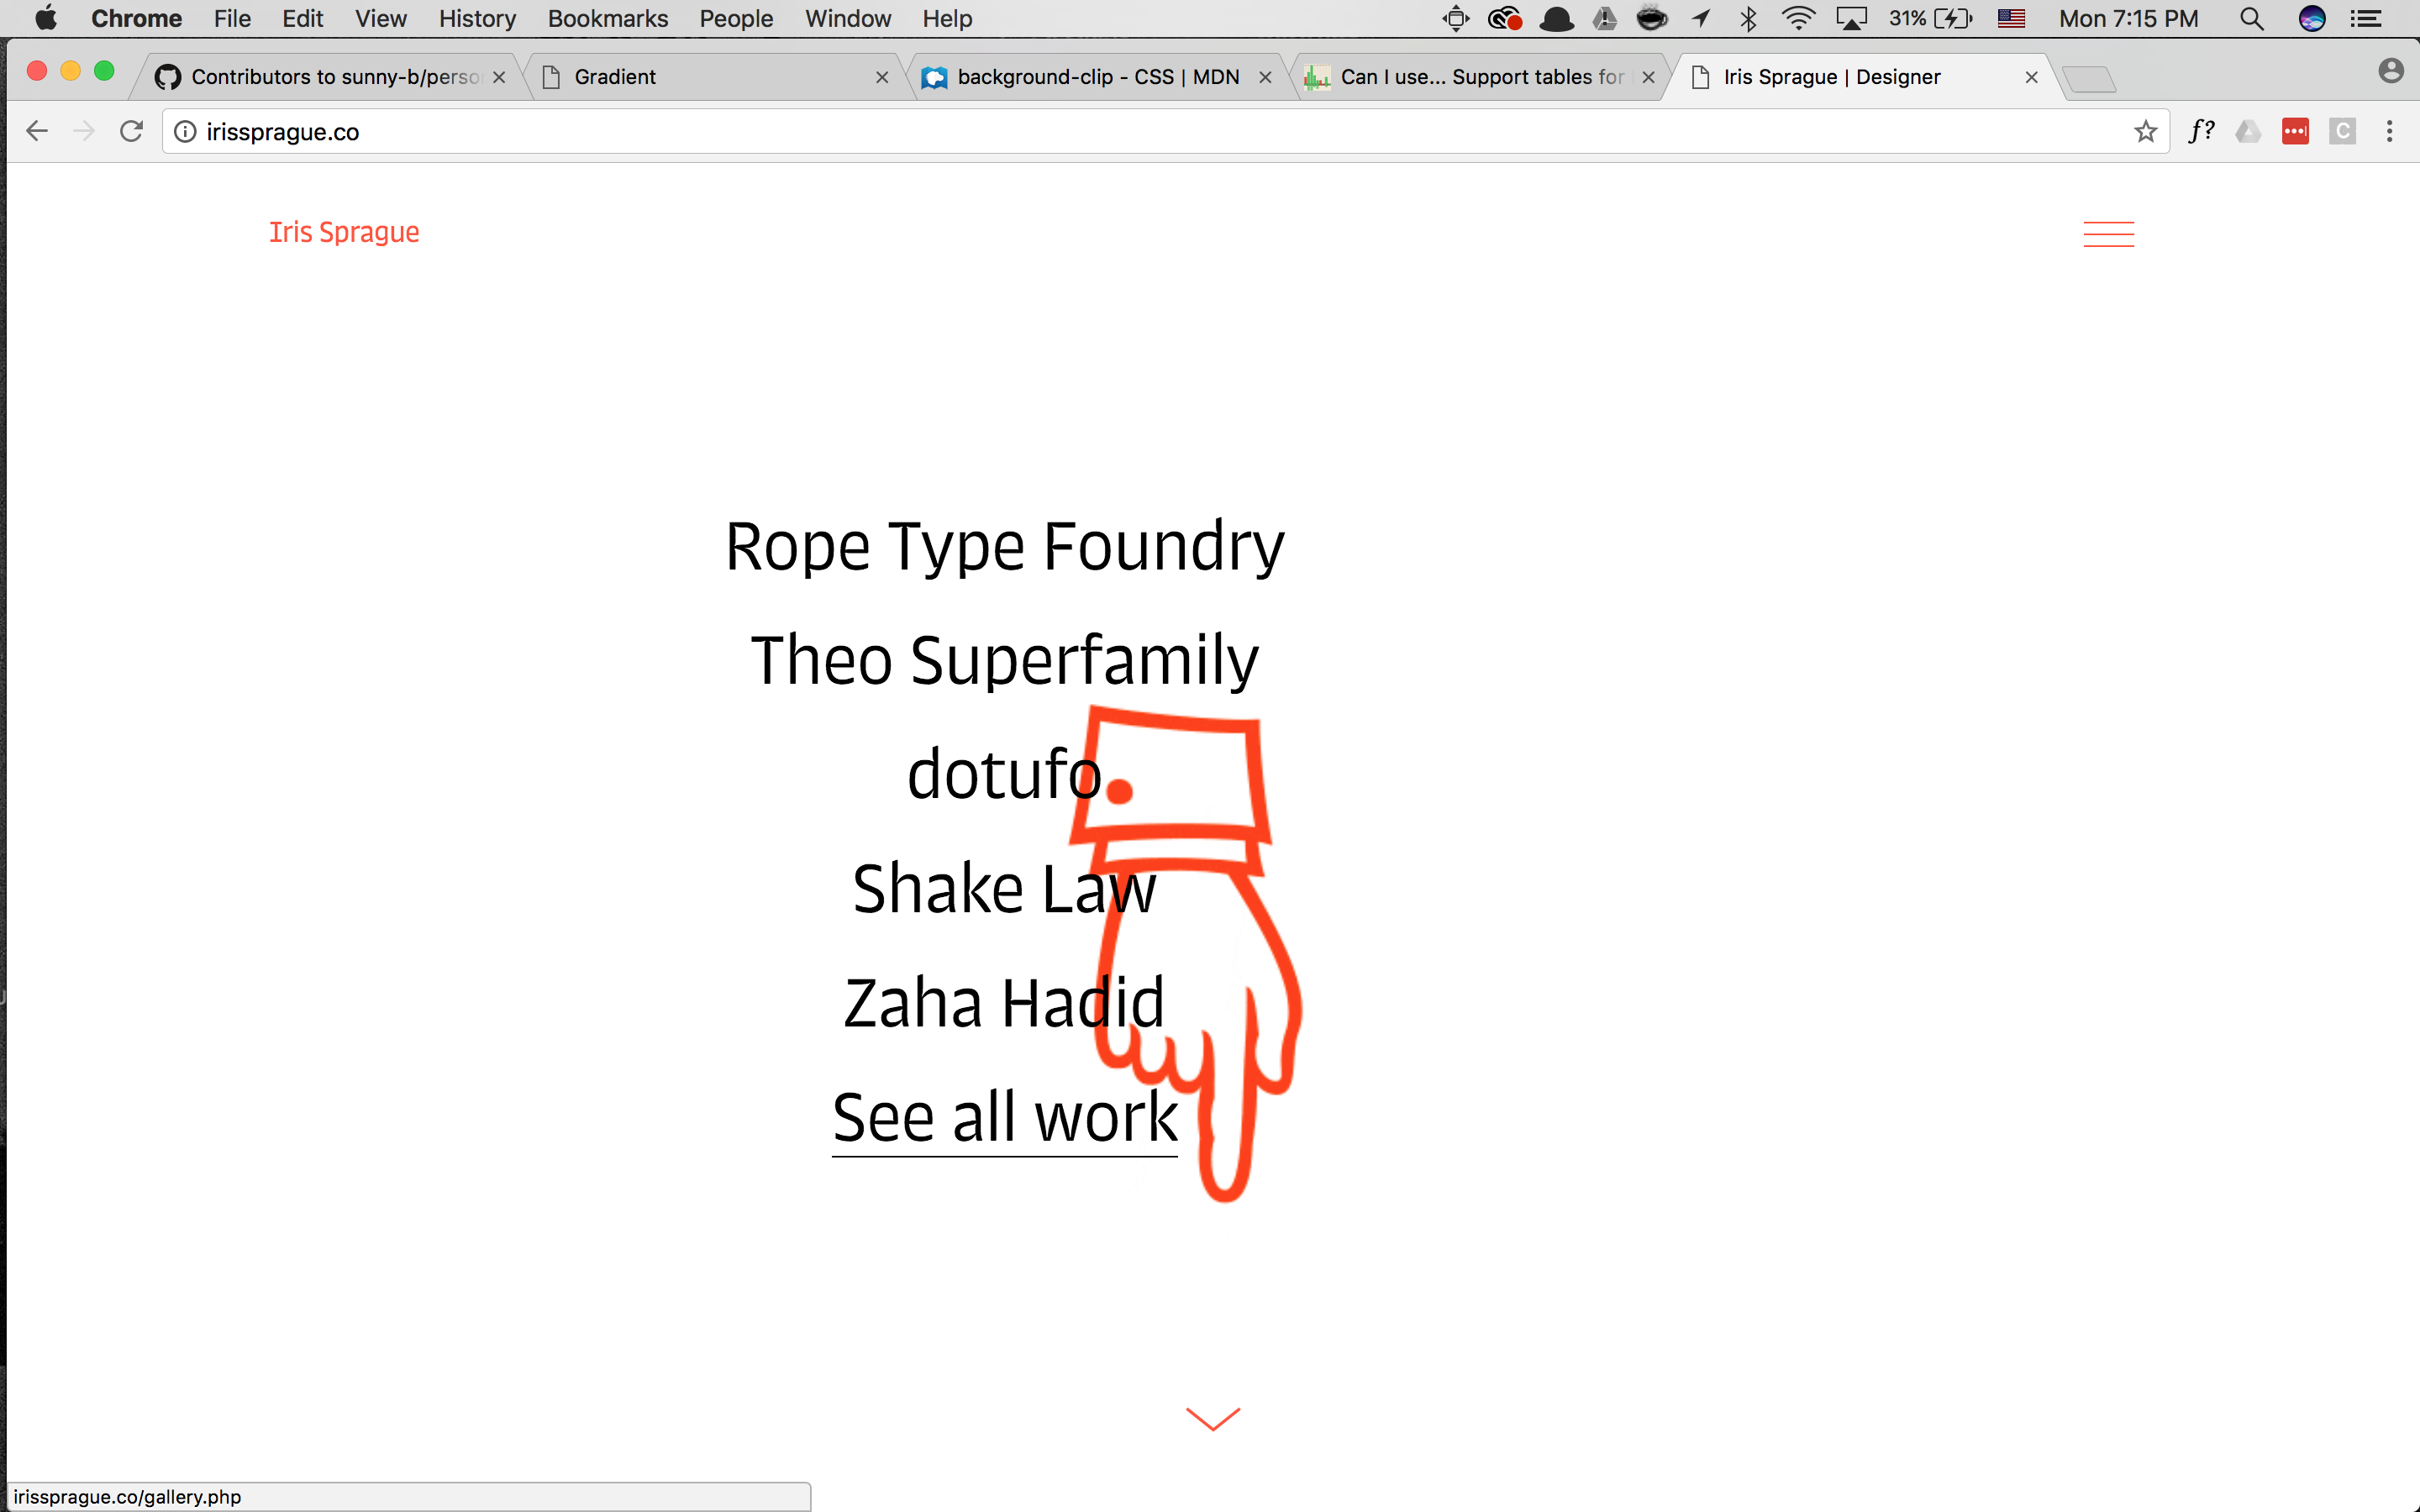 Chrome File Edit View History Bookmarks People Window Help 31% Mon 7:15 PM
Contributors to sunny-b/perso Gradient background-clip - CSS | MDN Can I use... Support tables for Iris Sprague | Designer
irissprague.co f? C
Iris Sprague
Rope Type Foundry
Theo Superfamily
dotufo
Shake Law
Zaha Hadid
See all work
irissprague.co/gallery.php